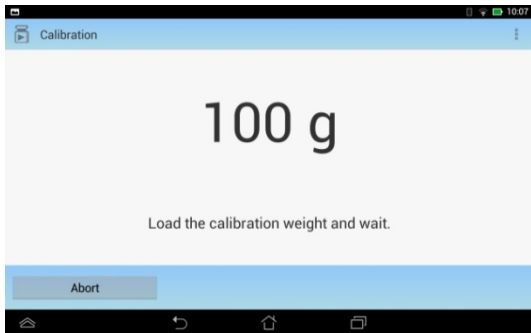 10:07
Calibration
100 g
Load the calibration weight and wait.
Abort